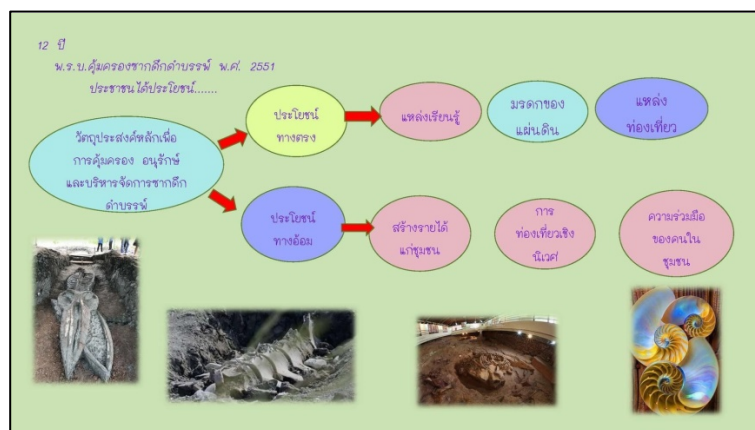 12 ปี
พ.ร.บ.คุ้มครองซากดึกดำบรรพ์ พ.ศ. 2551
ประชาชนได้ประโยชน์.......
วัตถุประสงค์หลักเพื่อ
การคุ้มครอง อนุรักษ์
และบริหารจัดการซากดึก
ดำบรรพ์
ประโยชน์
ทางตรง
แหล่งเรียนรู้
มรดกของ
แผ่นดิน
แหล่ง
ท่องเที่ยว
ประโยชน์
ทางอ้อม
สร้างรายได้
แก่ชุมชน
การ
ท่องเที่ยวเชิง
นิเวศ
ความร่วมมือ
ของคนใน
ชุมชน